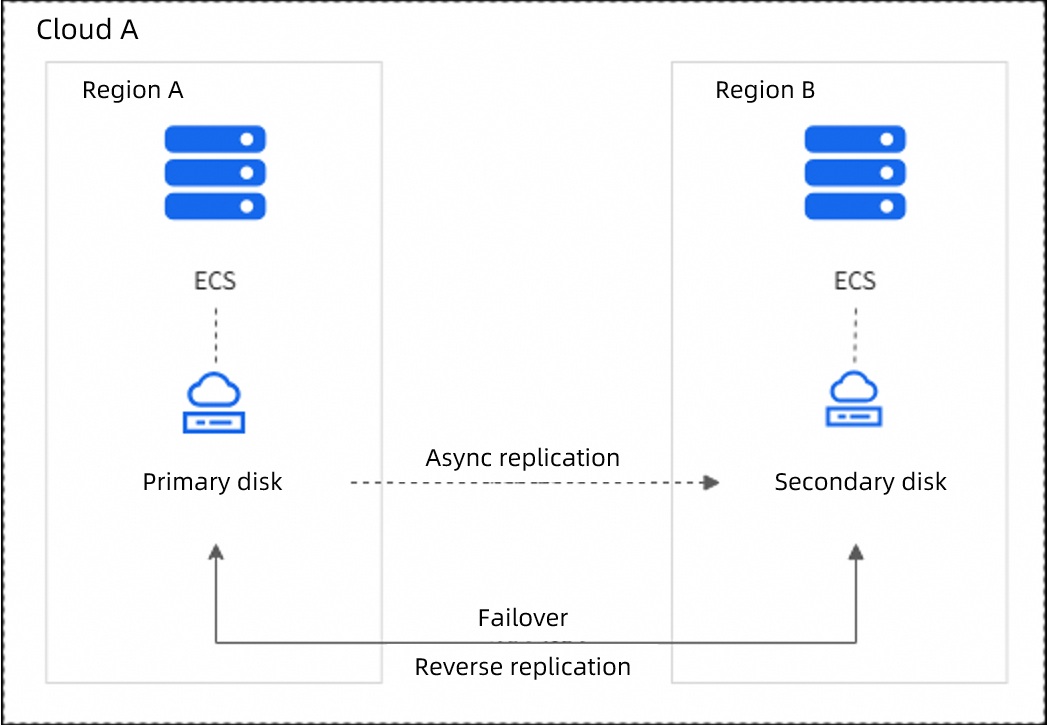 Cloud A
Region A
Region B
ECS
ECS
Async replication
Primary disk
Secondary disk
Failover
Reverse replication